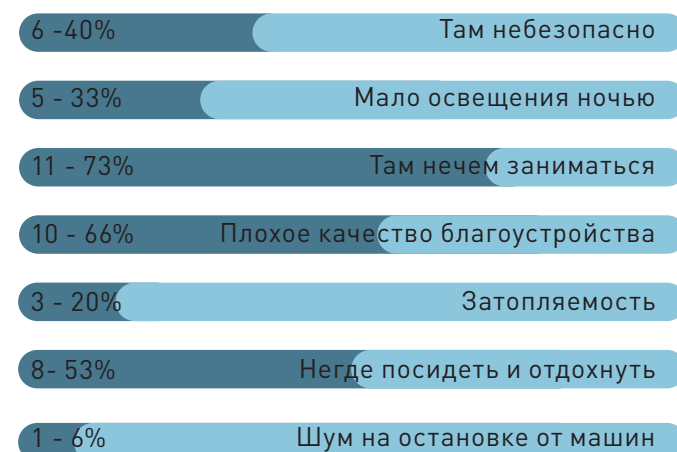 6 -40% Там небезопасно
5 - 33% Мало освещения ночью
11 - 73% Там нечем заниматься
10 - 66% Плохое качество благоустройства
3 - 20% Затопляемость
8- 53% Негде посидеть и отдохнуть
1 - 6% Шум на остановке от машин